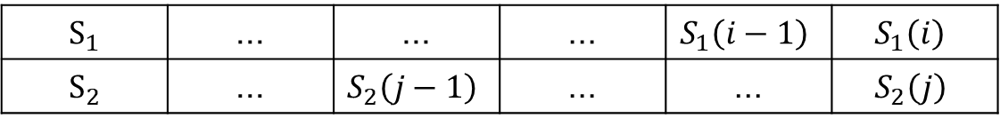 S₁ … … … S₁(i − 1) S₁(i)
S₂ … S₂(j − 1) … … S₂(j)